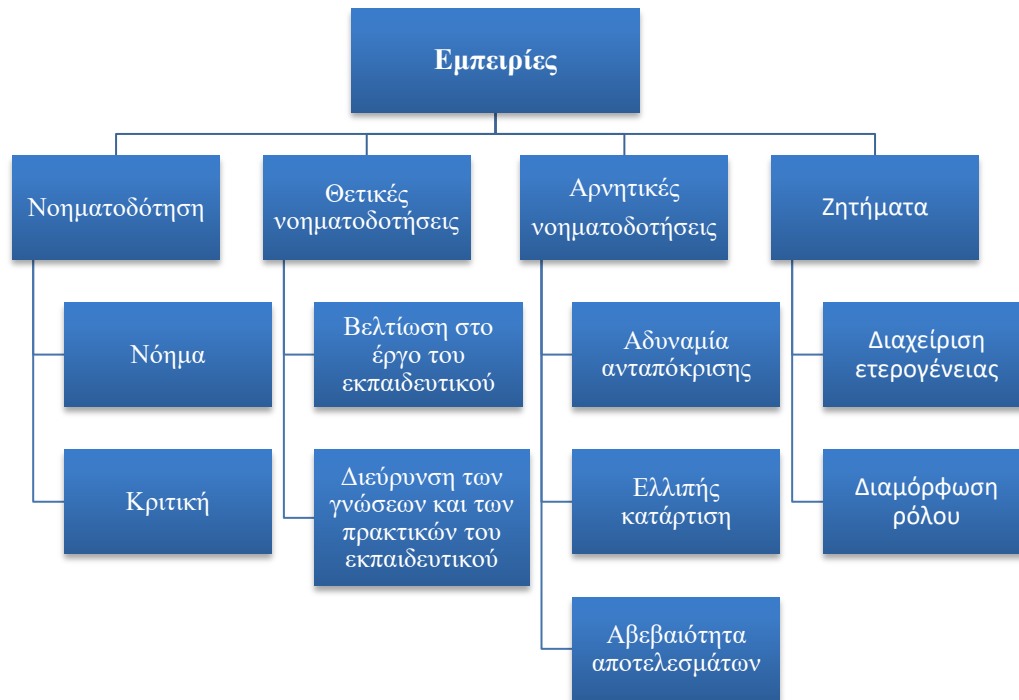 Εμπειρίες
Νοηματοδότηση
Θετικές
νοηματοδοτήσεις
Αρνητικές
νοηματοδοτήσεις
Ζητήματα
Νόημα
Κριτική
Βελτίωση στο
έργο του
εκπαιδευτικού
Διεύρυνση των
γνώσεων και των
πρακτικών του
εκπαιδευτικού
Αδυναμία
ανταπόκρισης
Ελλιπής
κατάρτιση
Αβεβαιότητα
αποτελεσμάτων
Διαχείριση
ετερογένειας
Διαμόρφωση
ρόλου